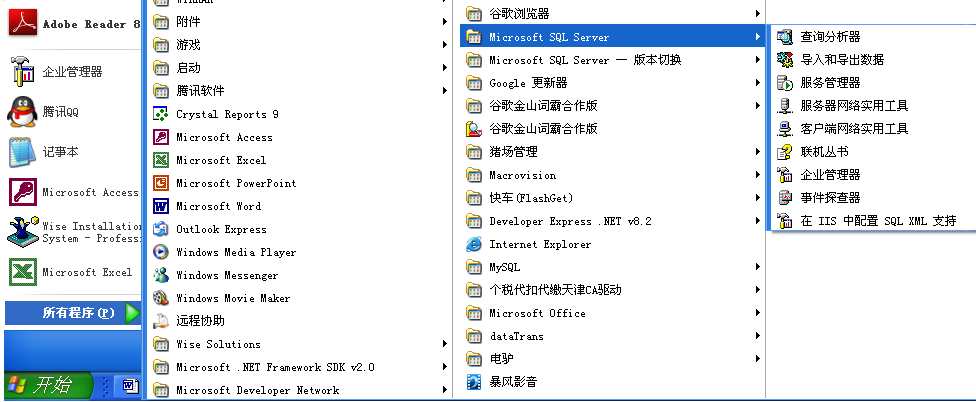 Adobe Reader 8
企业管理器
腾讯QQ
记事本
Microsoft Access
Wise Installation
System - Profess
Microsoft Excel
所有程序(P)
开始
WinRAR
附件
游戏
启动
腾讯软件
Crystal Reports 9
Microsoft Access
Microsoft Excel
Microsoft PowerPoint
Microsoft Word
Outlook Express
Windows Media Player
Windows Messenger
Windows Movie Maker
远程协助
Wise Solutions
Microsoft .NET Framework SDK v2.0
Microsoft Developer Network
谷歌浏览器
Microsoft SQL Server
Microsoft SQL Server — 版本切换
Google 更新器
谷歌金山词霸合作版
谷歌金山词霸合作版
猪场管理
Macrovision
快车(FlashGet)
Developer Express .NET v8.2
Internet Explorer
MySQL
个税代扣代缴天津CA驱动
Microsoft Office
dataTrans
电驴
暴风影音
查询分析器
导入和导出数据
服务管理器
服务器网络实用工具
客户端网络实用工具
联机丛书
企业管理器
事件探查器
在 IIS 中配置 SQL XML 支持